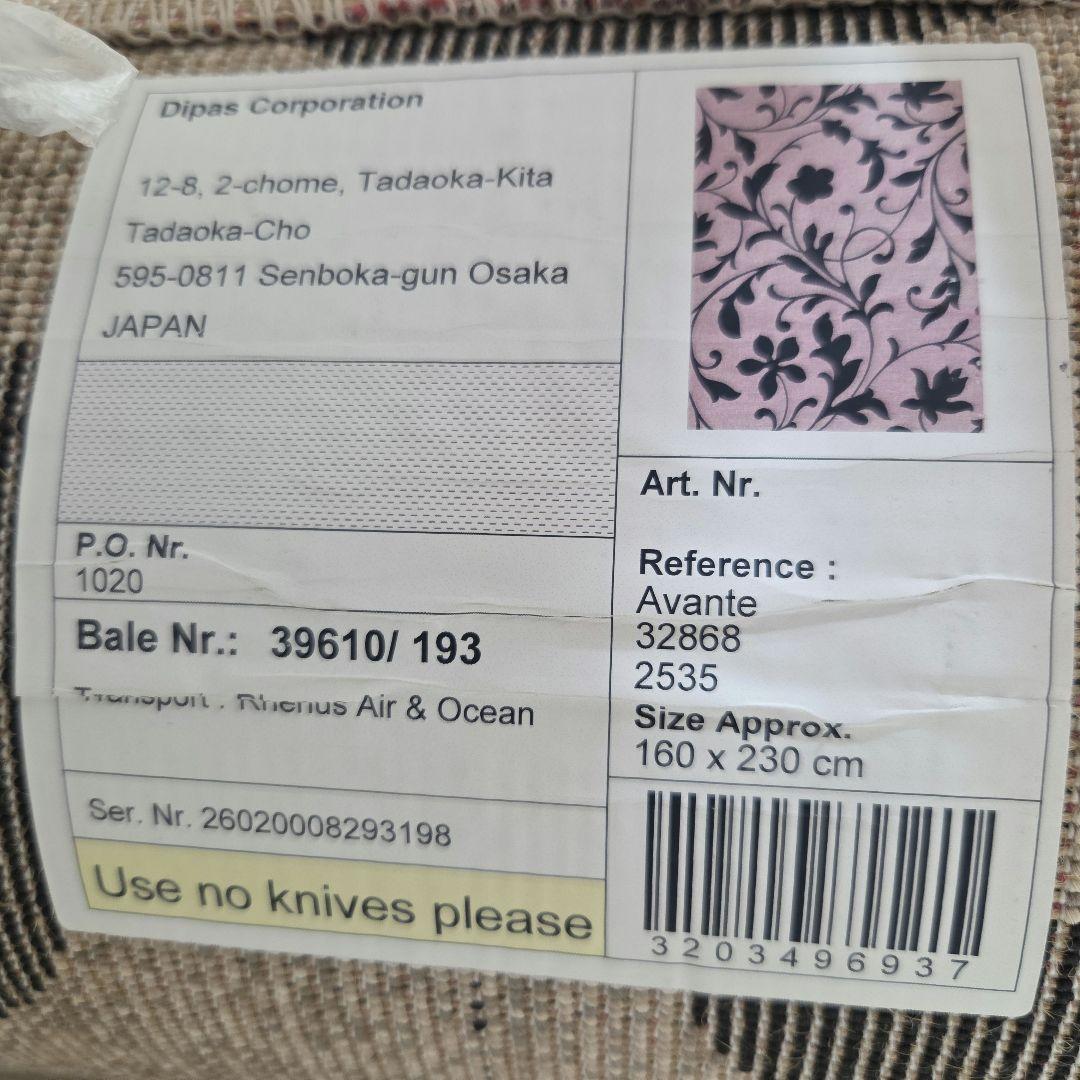 Dipas Corporation
12-8, 2-chome, Tadaoka-Kita
Tadaoka-Cho
595-0811 Senboka-gun Osaka
JAPAN
P.O. Nr.
1020
Bale Nr.: 39610/ 193
Transport : Rhenus Air & Ocean
Ser. Nr. 26020008293198
Use no knives please
Art. Nr.
Reference :
Avante
32868
2535
Size Approx.
160 x 230 cm
3203496937